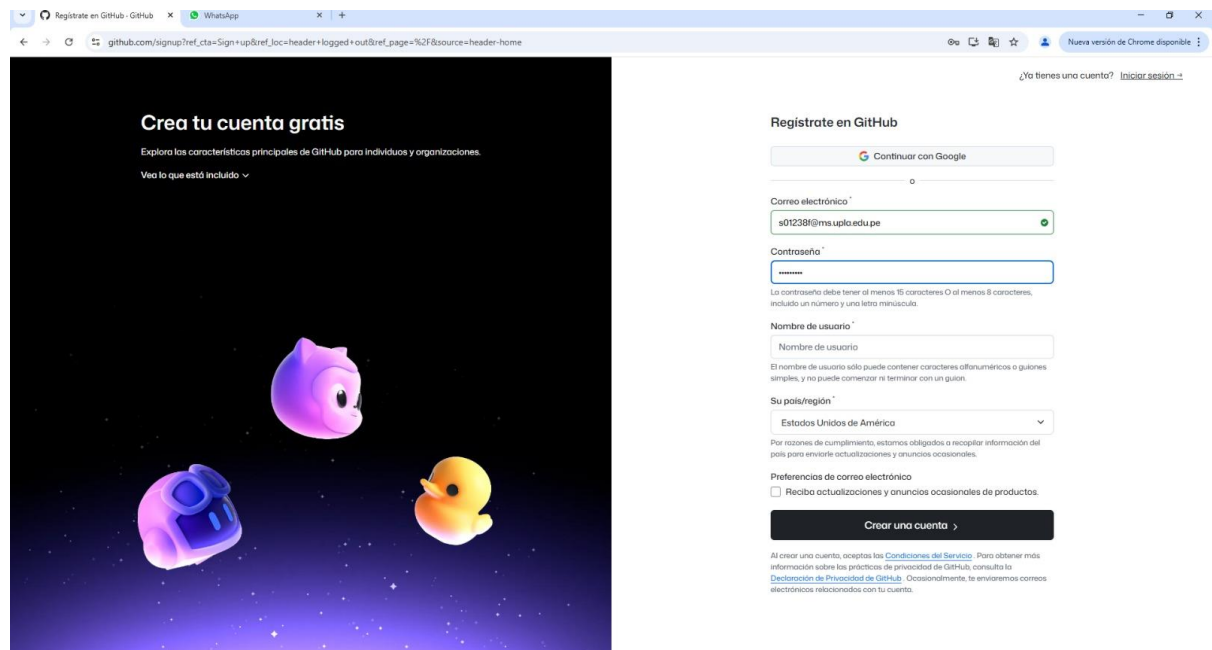 Regístrate en GitHub · GitHub
WhatsApp
github.com/signup?ref_cta=Sign+up&ref_loc=header+logged+out&ref_page=%2F&source=header-home
Nueva versión de Chrome disponible
¿Ya tienes una cuenta? Iniciar sesión →
Crea tu cuenta gratis
Explora las características principales de GitHub para individuos y organizaciones.
Vea lo que está incluido
Regístrate en GitHub
Continuar con Google
o
Correo electrónico *
s01238f@ms.upla.edu.pe
Contraseña *
•••••••••
La contraseña debe tener al menos 15 caracteres O al menos 8 caracteres,
incluido un número y una letra minúscula.
Nombre de usuario *
Nombre de usuario
El nombre de usuario sólo puede contener caracteres alfanuméricos o guiones
simples, y no puede comenzar ni terminar con un guion.
Su país/región *
Estados Unidos de América
Por razones de cumplimiento, estamos obligados a recopilar información del
país para enviarle actualizaciones y anuncios ocasionales.
Preferencias de correo electrónico
Reciba actualizaciones y anuncios ocasionales de productos.
Crear una cuenta >
Al crear una cuenta, aceptas las Condiciones del Servicio . Para obtener más
información sobre las prácticas de privacidad de GitHub, consulta la
Declaración de Privacidad de GitHub . Ocasionalmente, te enviaremos correos
electrónicos relacionados con tu cuenta.